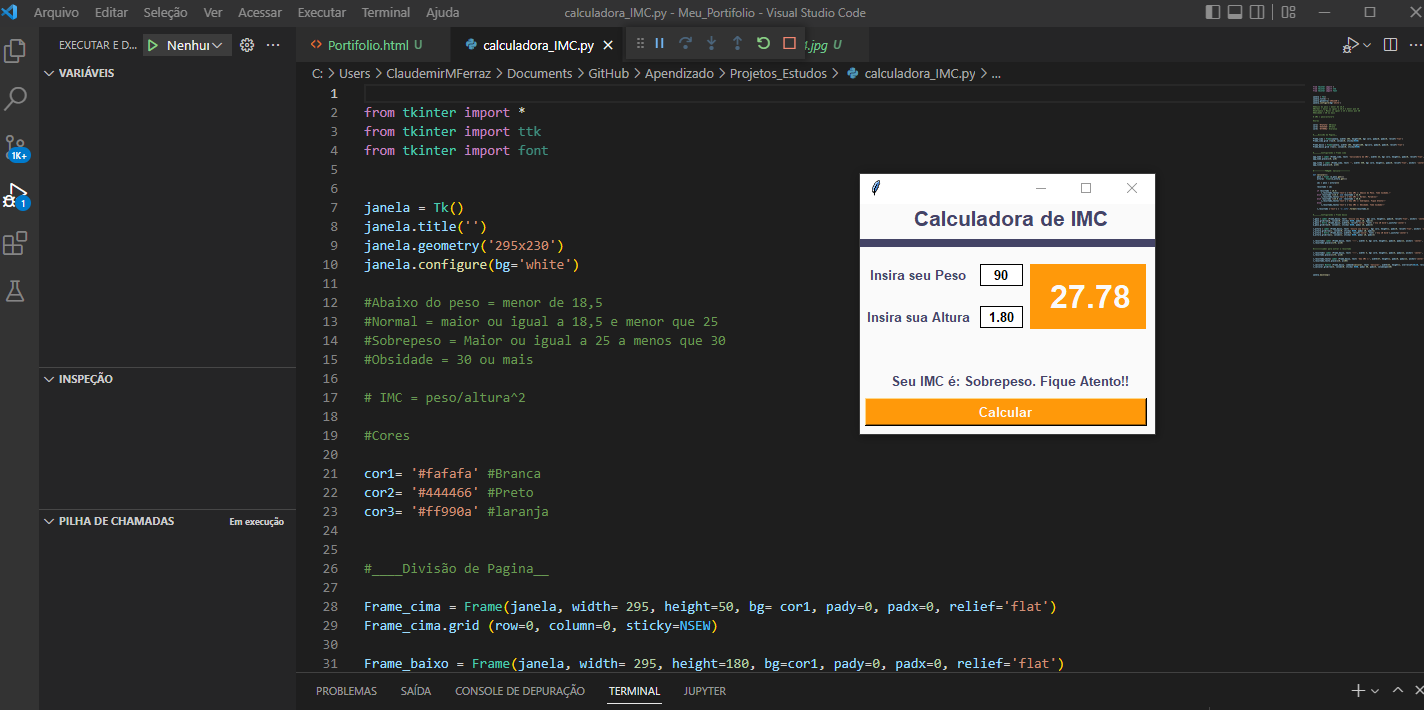 Arquivo Editar Seleção Ver Acessar Executar Terminal Ajuda
calculadora_IMC.py - Meu_Portifolio - Visual Studio Code
EXECUTAR E D...
Nenhur
Portifolio.html U
calculadora_IMC.py
.jpg U
C: > Users > ClaudemirMFerraz > Documents > GitHub > Apendizado > Projetos_Estudos > calculadora_IMC.py > ...
VARIÁVEIS
1K+
1
INSPEÇÃO
PILHA DE CHAMADAS
Em execução
1
2 from tkinter import *
3 from tkinter import ttk
4 from tkinter import font
5
6
7 janela = Tk()
8 janela.title('')
9 janela.geometry('295x230')
10 janela.configure(bg='white')
11
12 #Abaixo do peso = menor de 18,5
13 #Normal = maior ou igual a 18,5 e menor que 25
14 #Sobrepeso = Maior ou igual a 25 a menos que 30
15 #Obsidade = 30 ou mais
16
17 # IMC = peso/altura^2
18
19 #Cores
20
21 cor1= '#fafafa' #Branca
22 cor2= '#444466' #Preto
23 cor3= '#ff990a' #laranja
24
25
26 #____Divisão de Pagina__
27
28 Frame_cima = Frame(janela, width= 295, height=50, bg= cor1, pady=0, padx=0, relief='flat')
29 Frame_cima.grid (row=0, column=0, sticky=NSEW)
30
31 Frame_baixo = Frame(janela, width= 295, height=180, bg=cor1, pady=0, padx=0, relief='flat')
Calculadora de IMC
Insira seu Peso 90
27.78
Insira sua Altura 1.80
Seu IMC é: Sobrepeso. Fique Atento!!
Calcular
PROBLEMAS SAÍDA CONSOLE DE DEPURAÇÃO TERMINAL JUPYTER